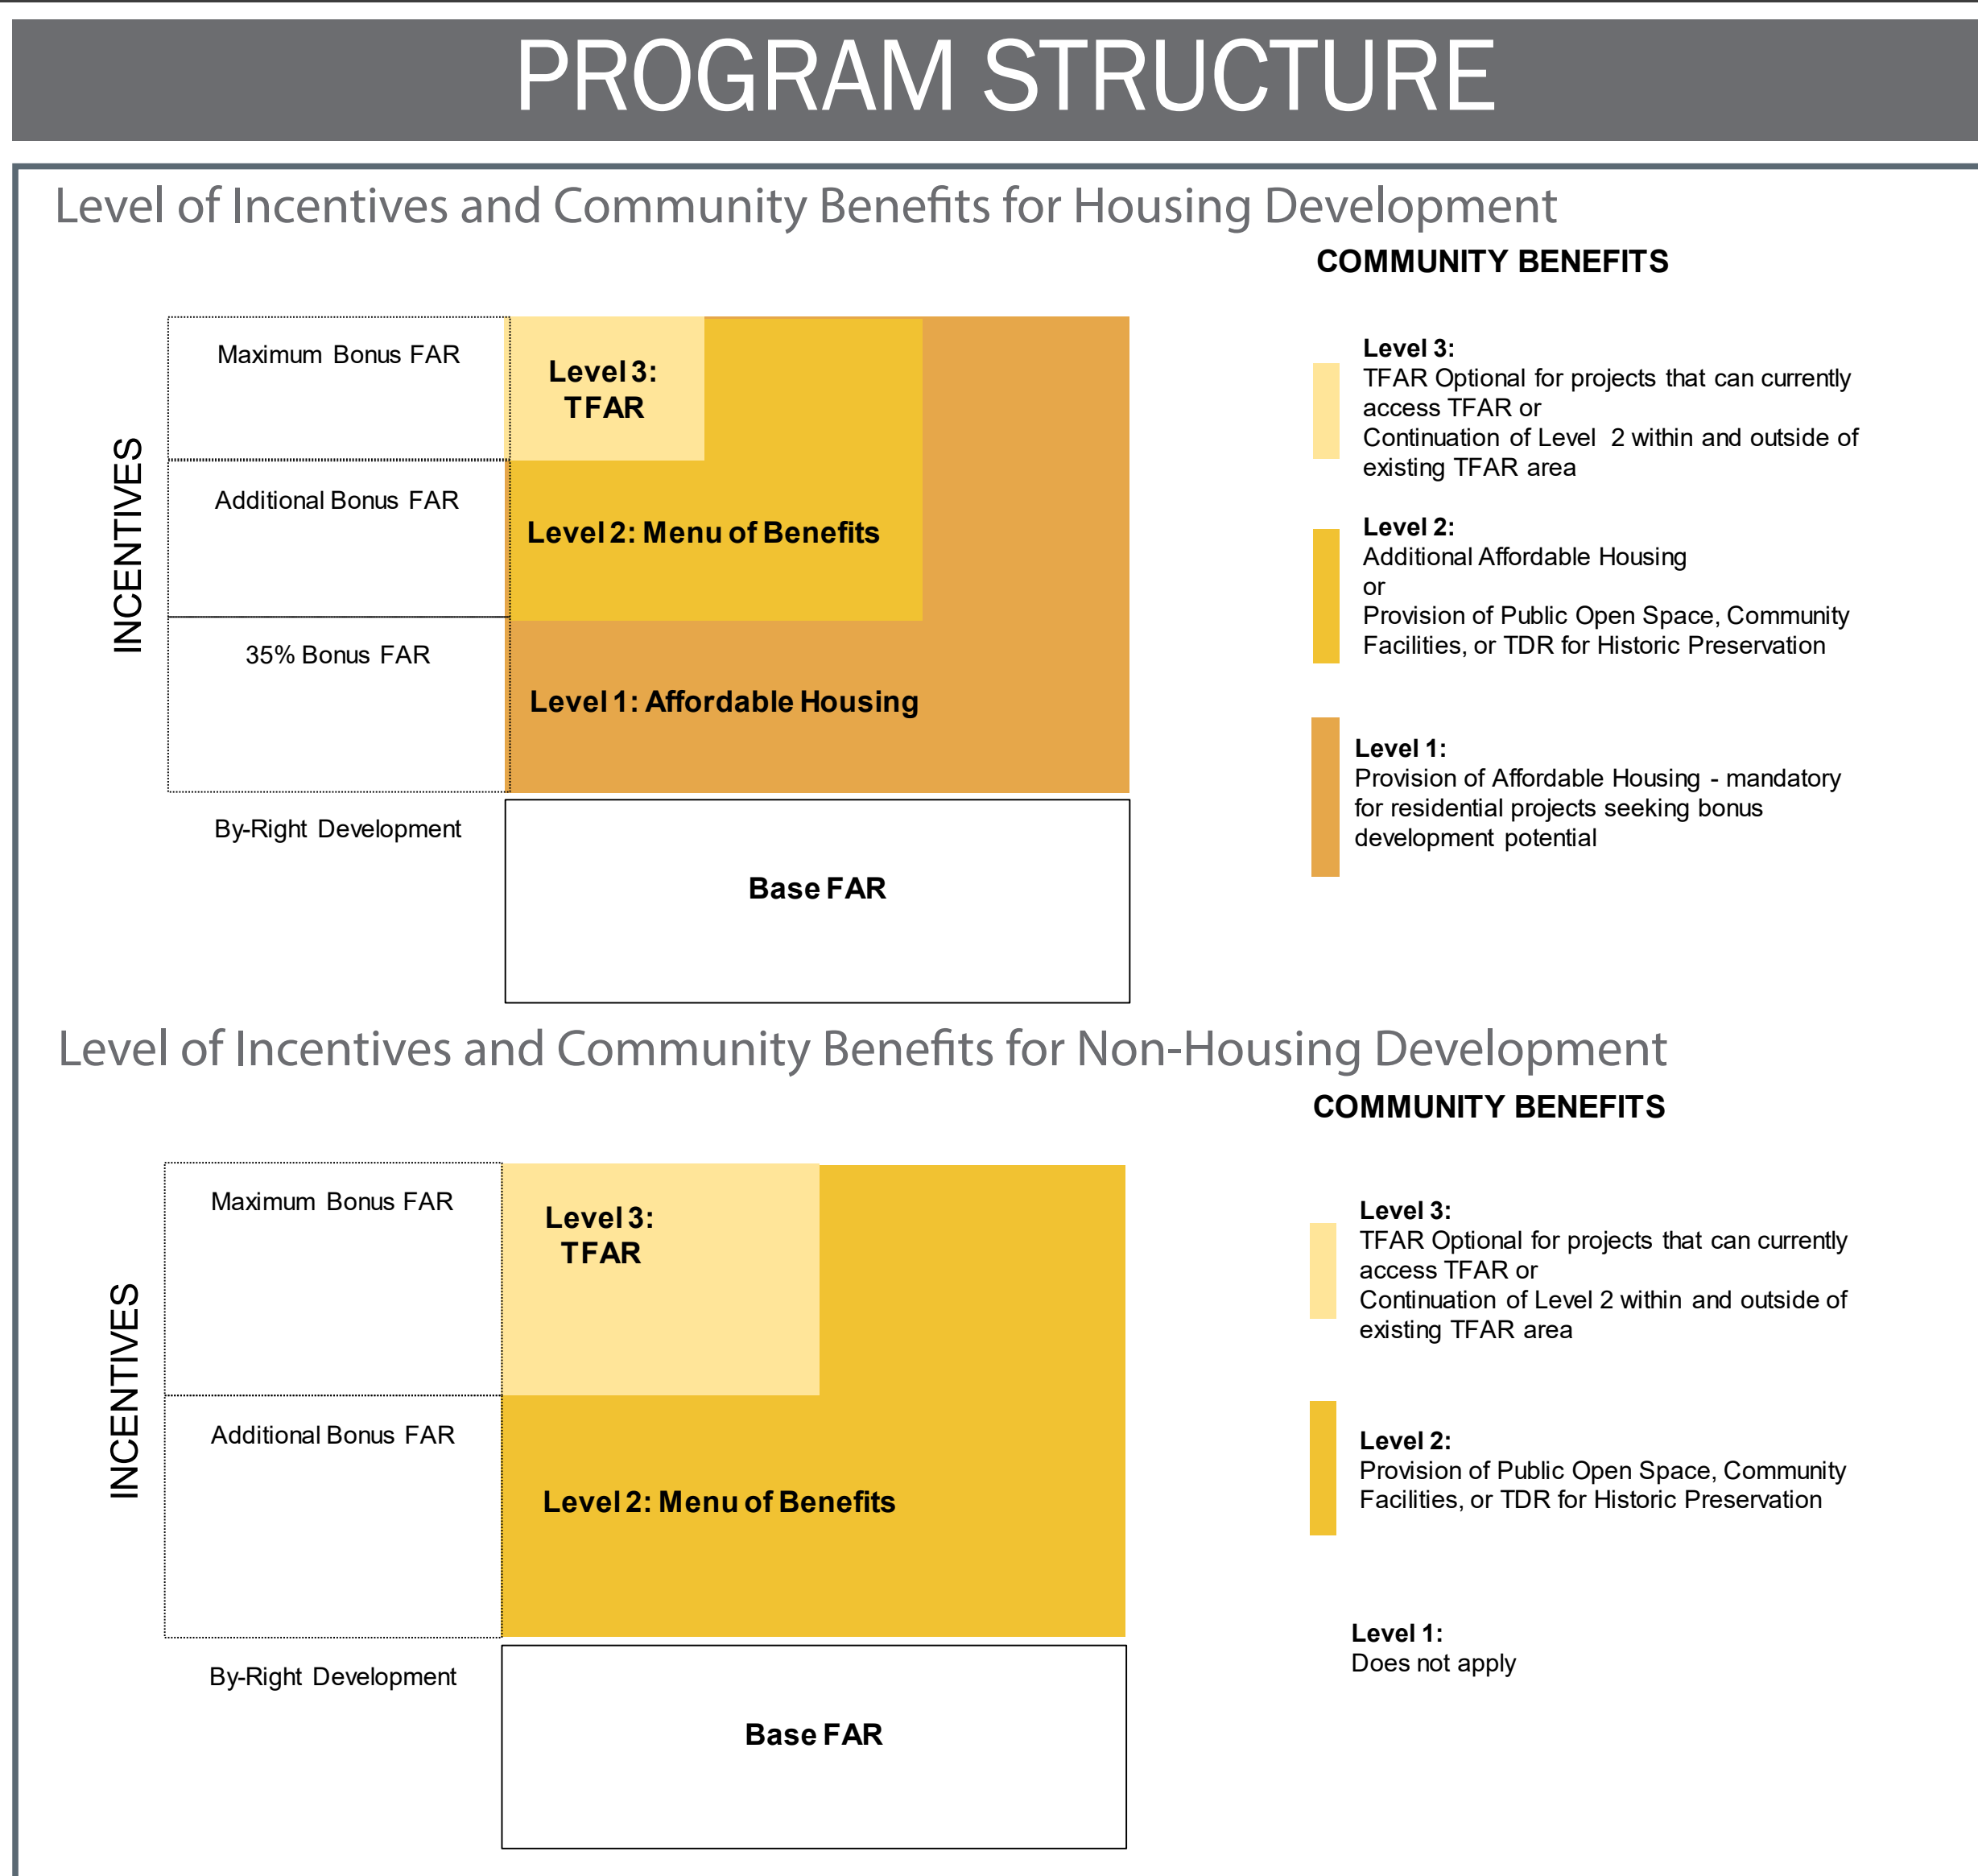 PROGRAM STRUCTURE
Level of Incentives and Community Benefits for Housing Development
COMMUNITY BENEFITS
INCENTIVES
Maximum Bonus FAR
Additional Bonus FAR
35% Bonus FAR
By-Right Development
Level 3:
TFAR
Level 2: Menu of Benefits
Level 1: Affordable Housing
Base FAR
Level 3:
TFAR Optional for projects that can currently
access TFAR or
Continuation of Level 2 within and outside of
existing TFAR area
Level 2:
Additional Affordable Housing
or
Provision of Public Open Space, Community
Facilities, or TDR for Historic Preservation
Level 1:
Provision of Affordable Housing - mandatory
for residential projects seeking bonus
development potential
Level of Incentives and Community Benefits for Non-Housing Development
COMMUNITY BENEFITS
INCENTIVES
Maximum Bonus FAR
Additional Bonus FAR
By-Right Development
Level 3:
TFAR
Level 2: Menu of Benefits
Base FAR
Level 3:
TFAR Optional for projects that can currently
access TFAR or
Continuation of Level 2 within and outside of
existing TFAR area
Level 2:
Provision of Public Open Space, Community
Facilities, or TDR for Historic Preservation
Level 1:
Does not apply